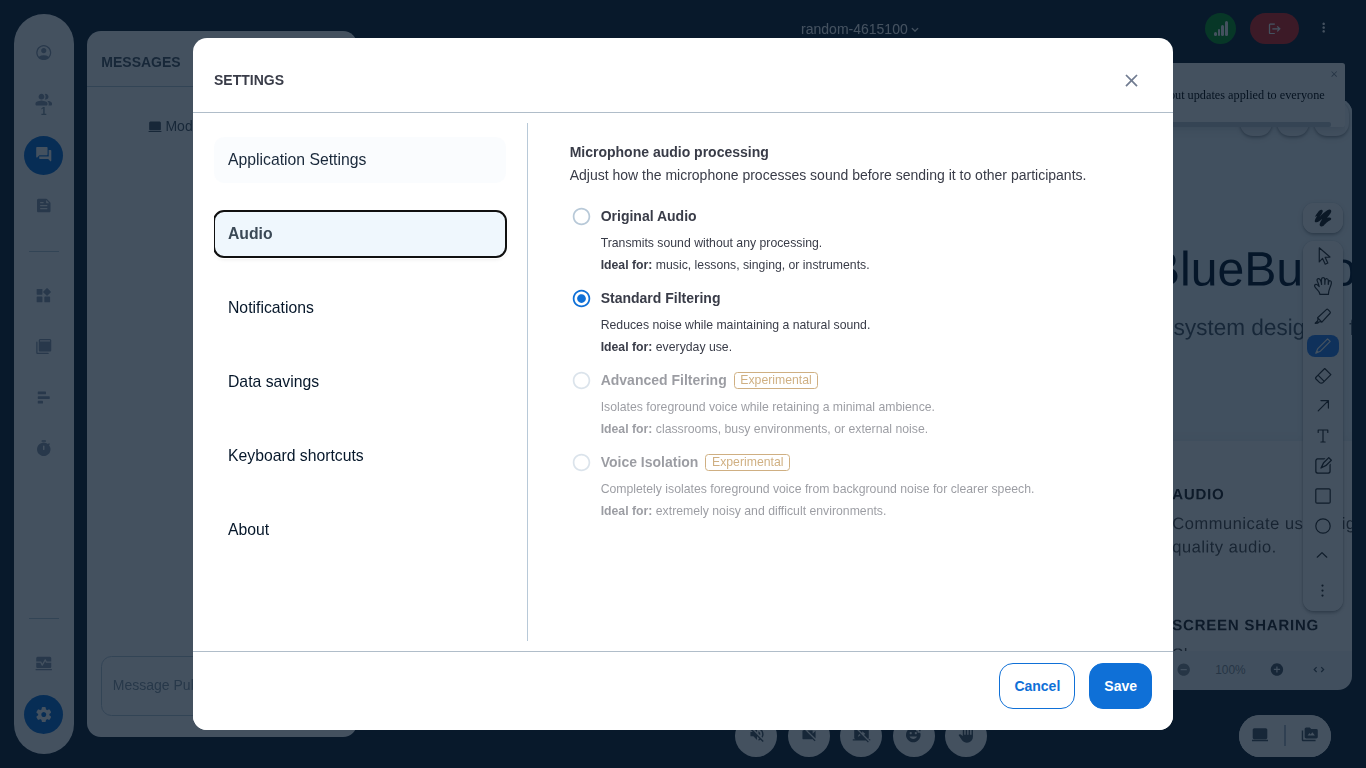 random-4615100
MESSAGES
SETTINGS
out updates applied to everyone
1
Mod
Application Settings
Audio
Notifications
Data savings
Keyboard shortcuts
About
Microphone audio processing
Adjust how the microphone processes sound before sending it to other participants.
Original Audio
Transmits sound without any processing.
Ideal for: music, lessons, singing, or instruments.
Standard Filtering
Reduces noise while maintaining a natural sound.
Ideal for: everyday use.
Advanced Filtering Experimental
Isolates foreground voice while retaining a minimal ambience.
Ideal for: classrooms, busy environments, or external noise.
Voice Isolation Experimental
Completely isolates foreground voice from background noise for clearer speech.
Ideal for: extremely noisy and difficult environments.
BlueBu
system desig
AUDIO
Communicate us
quality audio.
SCREEN SHARING
100%
Message Pu
Cancel
Save